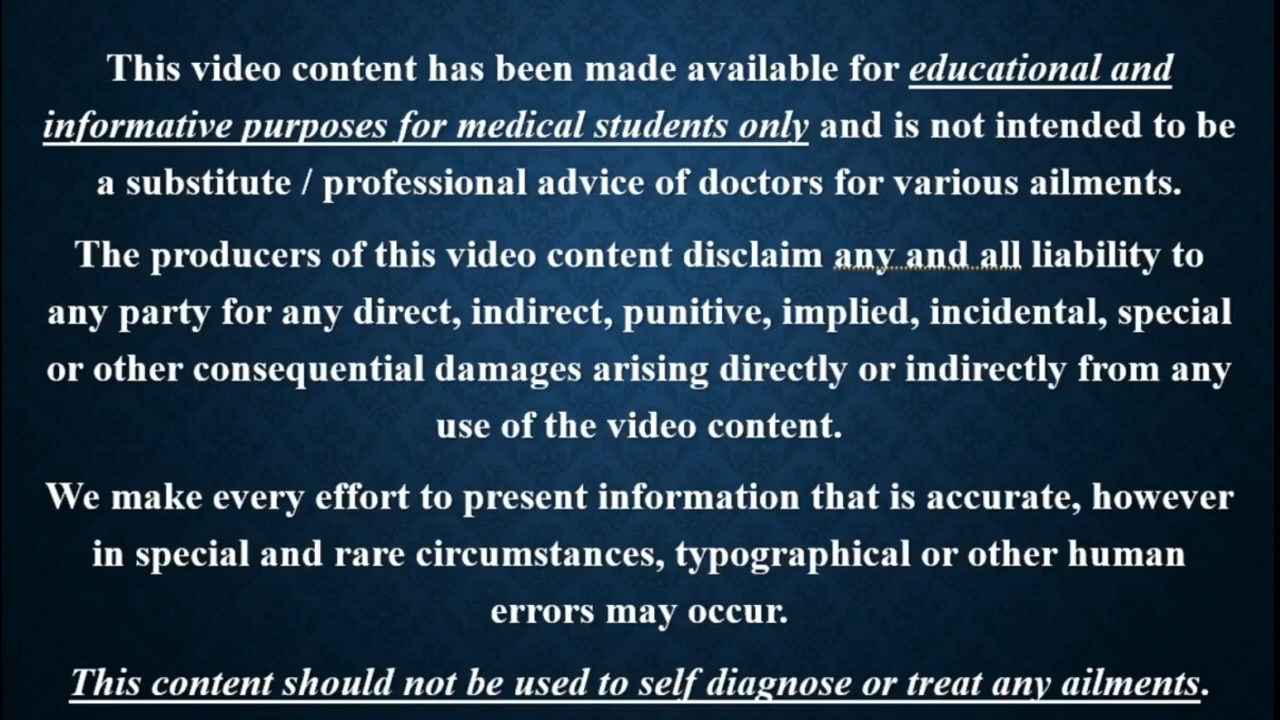 This video content has been made available for educational and
informative purposes for medical students only and is not intended to be
a substitute / professional advice of doctors for various ailments.
The producers of this video content disclaim any and all liability to
any party for any direct, indirect, punitive, implied, incidental, special
or other consequential damages arising directly or indirectly from any
use of the video content.
We make every effort to present information that is accurate, however
in special and rare circumstances, typographical or other human
errors may occur.
This content should not be used to self diagnose or treat any ailments.